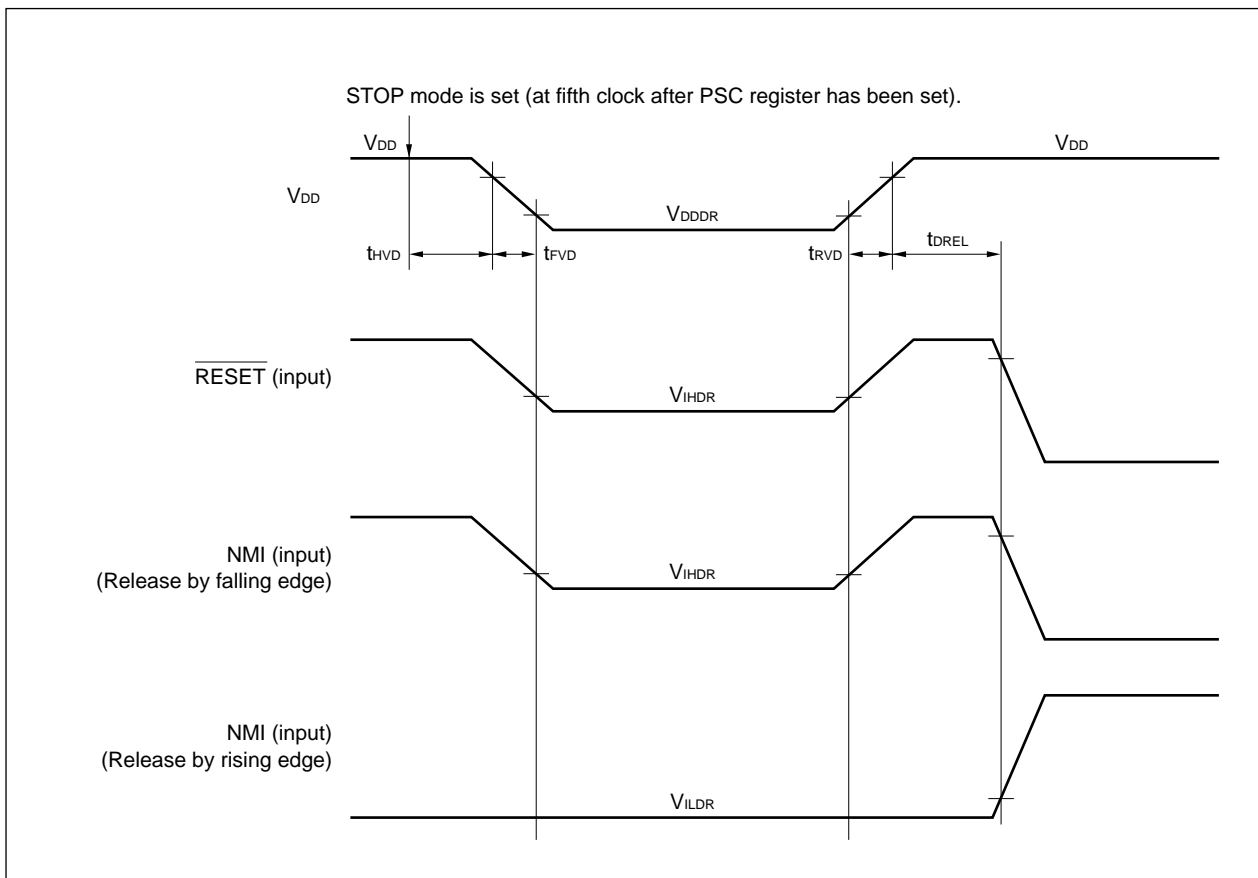 STOP mode is set (at fifth clock after PSC register has been set).
VDD
VDD
VDD
VDDDR
tHVD
tFVD
tRVD
tDREL
RESET (input)
VIHDR
NMI (input)
(Release by falling edge)
VIHDR
NMI (input)
(Release by rising edge)
VILDR